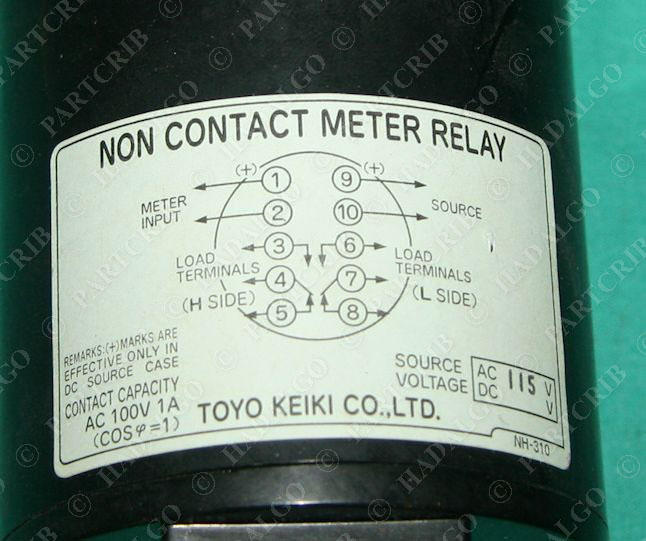 NON CONTACT METER RELAY
(+) 1 9 (+)
METER INPUT
2 10
SOURCE
3 6
LOAD TERMINALS
(H SIDE)
4 7
LOAD TERMINALS
(L SIDE)
5 8
REMARKS:(+)MARKS ARE
EFFECTIVE ONLY IN
DC SOURCE CASE
CONTACT CAPACITY
AC 100V 1A
(COSφ=1)
SOURCE VOLTAGE
AC 115 V
DC V
TOYO KEIKI CO.,LTD.
NH-310
© PARTCRIB
© HADALGO